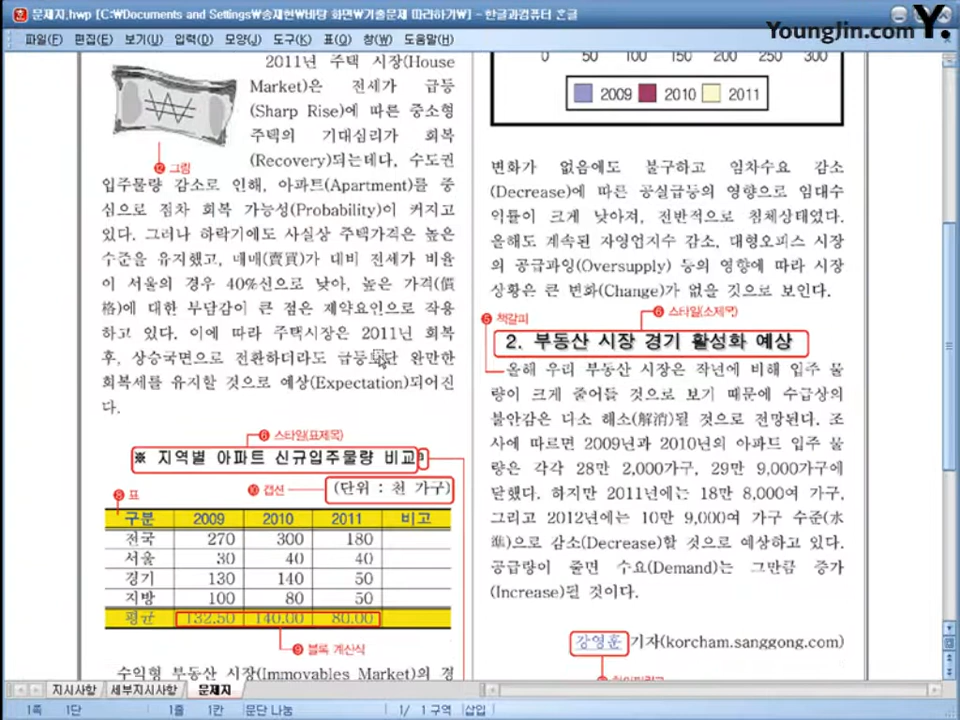 문제지.hwp [C:₩Documents and Settings₩송재현₩바탕 화면₩기출문제 따라하기₩] - 한글과컴퓨터 한글
YoungJin.com Y.
파일(F) 편집(E) 보기(U) 입력(D) 모양(J) 도구(K) 표(Q) 창(W) 도움말(H)
2011년 주택 시장(House
Market)은 전세가 급등
(Sharp Rise)에 따른 중소형
주택의 기대심리가 회복
(Recovery)되는데다, 수도권
⑫ 그림
입주물량 감소로 인해, 아파트(Apartment)를 중
심으로 점차 회복 가능성(Probability)이 커지고
있다. 그러나 하락기에도 사실상 주택가격은 높은
수준을 유지했고, 매매(賣買)가 대비 전세가 비율
이 서울의 경우 40%선으로 낮아, 높은 가격(價
格)에 대한 부담감이 큰 점은 제약요인으로 작용
하고 있다. 이에 따라 주택시장은 2011년 회복
후, 상승국면으로 전환하더라도 급등보단 완만한
회복세를 유지할 것으로 예상(Expectation)되어진
다.
⑥ 스타일(표제목)
※ 지역별 아파트 신규입주물량 비교
⑩ 캡션
(단위 : 천 가구)
⑧ 표
구분 2009 2010 2011 비고
전국 270 300 180
서울 30 40 40
경기 130 140 50
지방 100 80 50
평균 132.50 140.00 80.00
⑨ 블록 계산식
수익형 부동산 시장(Immovables Market)의 경
0 50 100 150 200 250 300
2009 2010 2011
변화가 없음에도 불구하고 임차수요 감소
(Decrease)에 따른 공실급등의 영향으로 임대수
익률이 크게 낮아져, 전반적으로 침체상태였다.
올해도 계속된 자영업지수 감소, 대형오피스 시장
의 공급과잉(Oversupply) 등의 영향에 따라 시장
상황은 큰 변화(Change)가 없을 것으로 보인다.
⑤ 책갈피
⑥ 스타일(소제목)
2. 부동산 시장 경기 활성화 예상
올해 우리 부동산 시장은 작년에 비해 입주 물
량이 크게 줄어들 것으로 보기 때문에 수급상의
불안감은 다소 해소(解消)될 것으로 전망된다. 조
사에 따르면 2009년과 2010년의 아파드 입주 물
량은 각각 28만 2,000가구, 29만 9,000가구에
달했다. 하지만 2011년에는 18만 8,000여 가구,
그리고 2012년에는 10만 9,000여 가구 수준(水
準)으로 감소(Decrease)할 것으로 예상하고 있다.
공급량이 줄면 수요(Demand)는 그만큼 증가
(Increase)될 것이다.
강영훈 기자(korcham.sanggong.com)
지시사항 세부지시사항 문제지
1쪽 1단 1줄 1칸 문단 나눔 1/ 1 구역 삽입